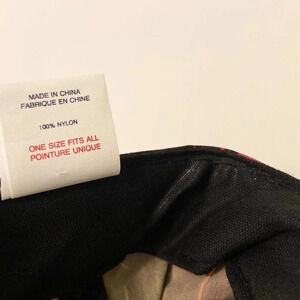 MADE IN CHINA
FABRIQUE EN CHINE
100% NYLON
ONE SIZE FITS ALL
POINTURE UNIQUE